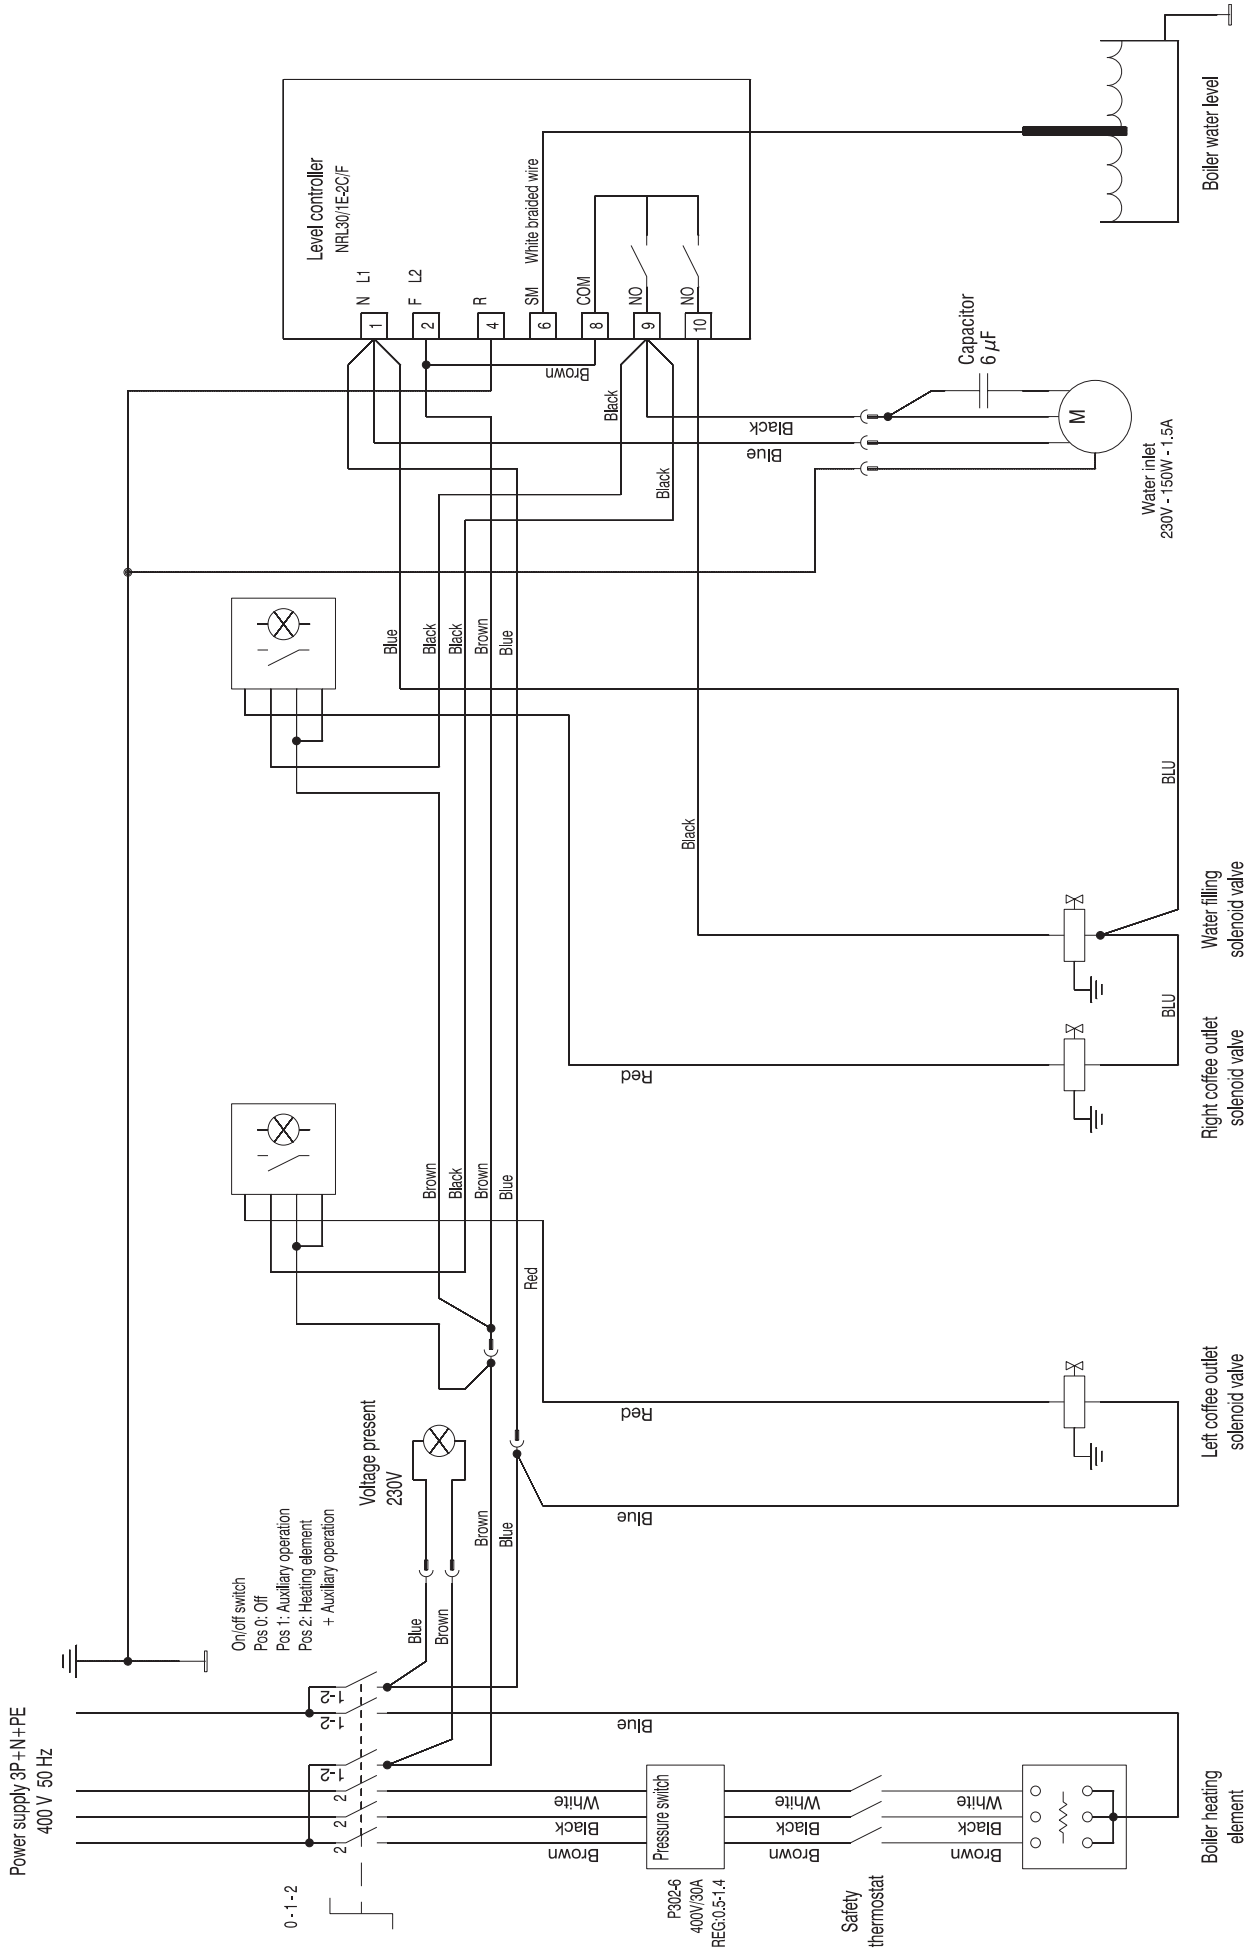 Power supply 3P+N+PE
400 V 50 Hz
0 - 1 - 2
On/off switch
Pos 0: Off
Pos 1: Auxiliary operation
Pos 2: Heating element
+ Auxiliary operation
2
2
2
1-2
1-2
1-2
Voltage present
230V
Blue
Brown
Brown
Blue
Brown
Black
Brown
Blue
Blue
Black
Black
Brown
Blue
Level controller
NRL30/1E-2C/F
N L1
F L2
R
SM
COM
NO
NO
1
2
4
6
8
9
10
White braided wire
Brown
Black
Black
Black
Blue
Black
Red
Red
Red
Blue
Blue
BLU
BLU
Capacitor
6 µF
M
Water inlet
230V - 150W - 1.5A
Boiler water level
Water filling
solenoid valve
Right coffee outlet
solenoid valve
Left coffee outlet
solenoid valve
White
Black
Brown
Pressure switch
P302-6
400V/30A
REG:0.5-1.4
White
Black
Brown
Safety
thermostat
White
Black
Brown
Boiler heating
element